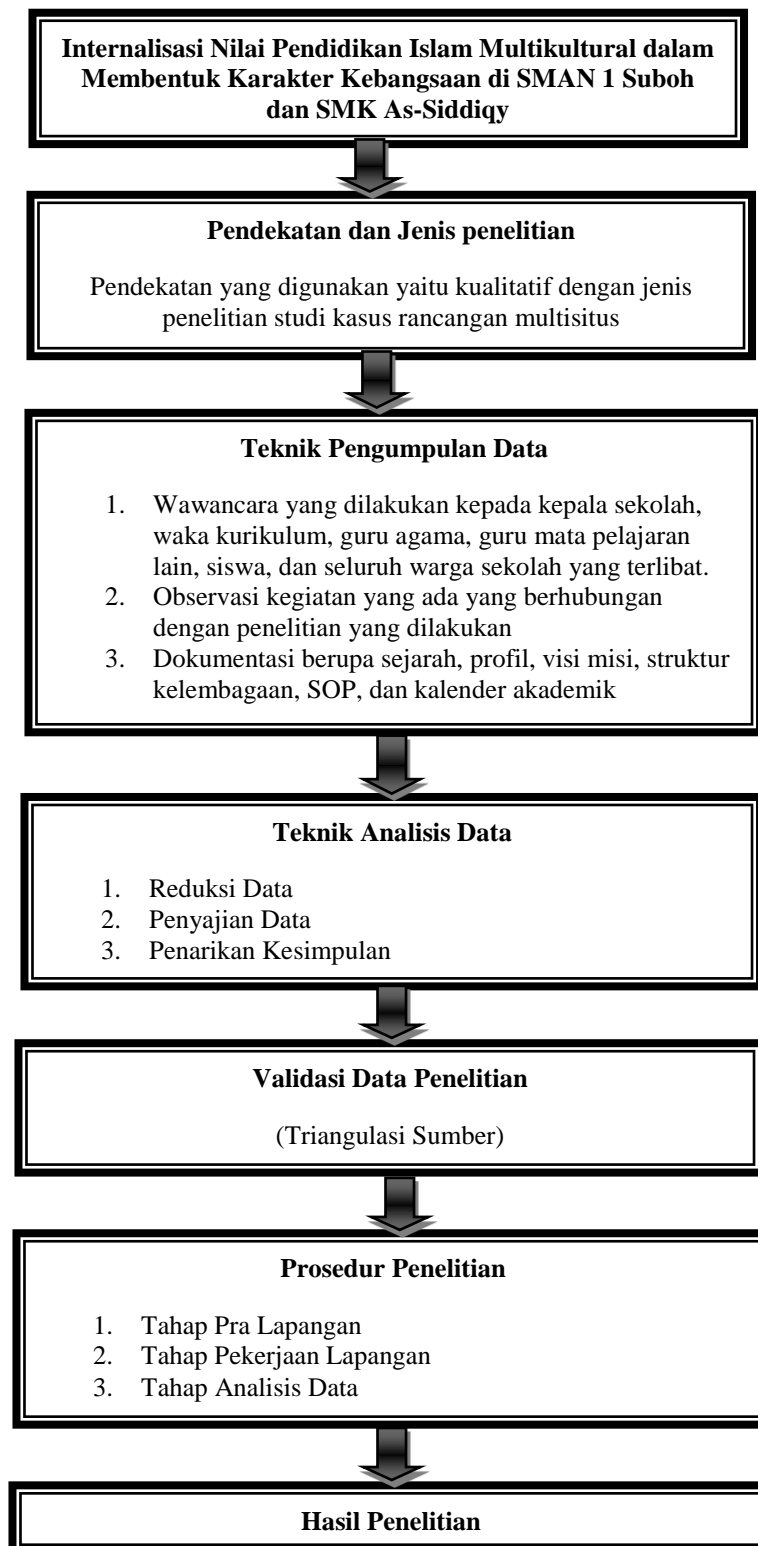 Internalisasi Nilai Pendidikan Islam Multikultural dalam
Membentuk Karakter Kebangsaan di SMAN 1 Suboh
dan SMK As-Siddiqy
Pendekatan dan Jenis penelitian
Pendekatan yang digunakan yaitu kualitatif dengan jenis
penelitian studi kasus rancangan multisitus
Teknik Pengumpulan Data
1. Wawancara yang dilakukan kepada kepala sekolah,
waka kurikulum, guru agama, guru mata pelajaran
lain, siswa, dan seluruh warga sekolah yang terlibat.
2. Observasi kegiatan yang ada yang berhubungan
dengan penelitian yang dilakukan
3. Dokumentasi berupa sejarah, profil, visi misi, struktur
kelembagaan, SOP, dan kalender akademik
Teknik Analisis Data
1. Reduksi Data
2. Penyajian Data
3. Penarikan Kesimpulan
Validasi Data Penelitian
(Triangulasi Sumber)
Prosedur Penelitian
1. Tahap Pra Lapangan
2. Tahap Pekerjaan Lapangan
3. Tahap Analisis Data
Hasil Penelitian